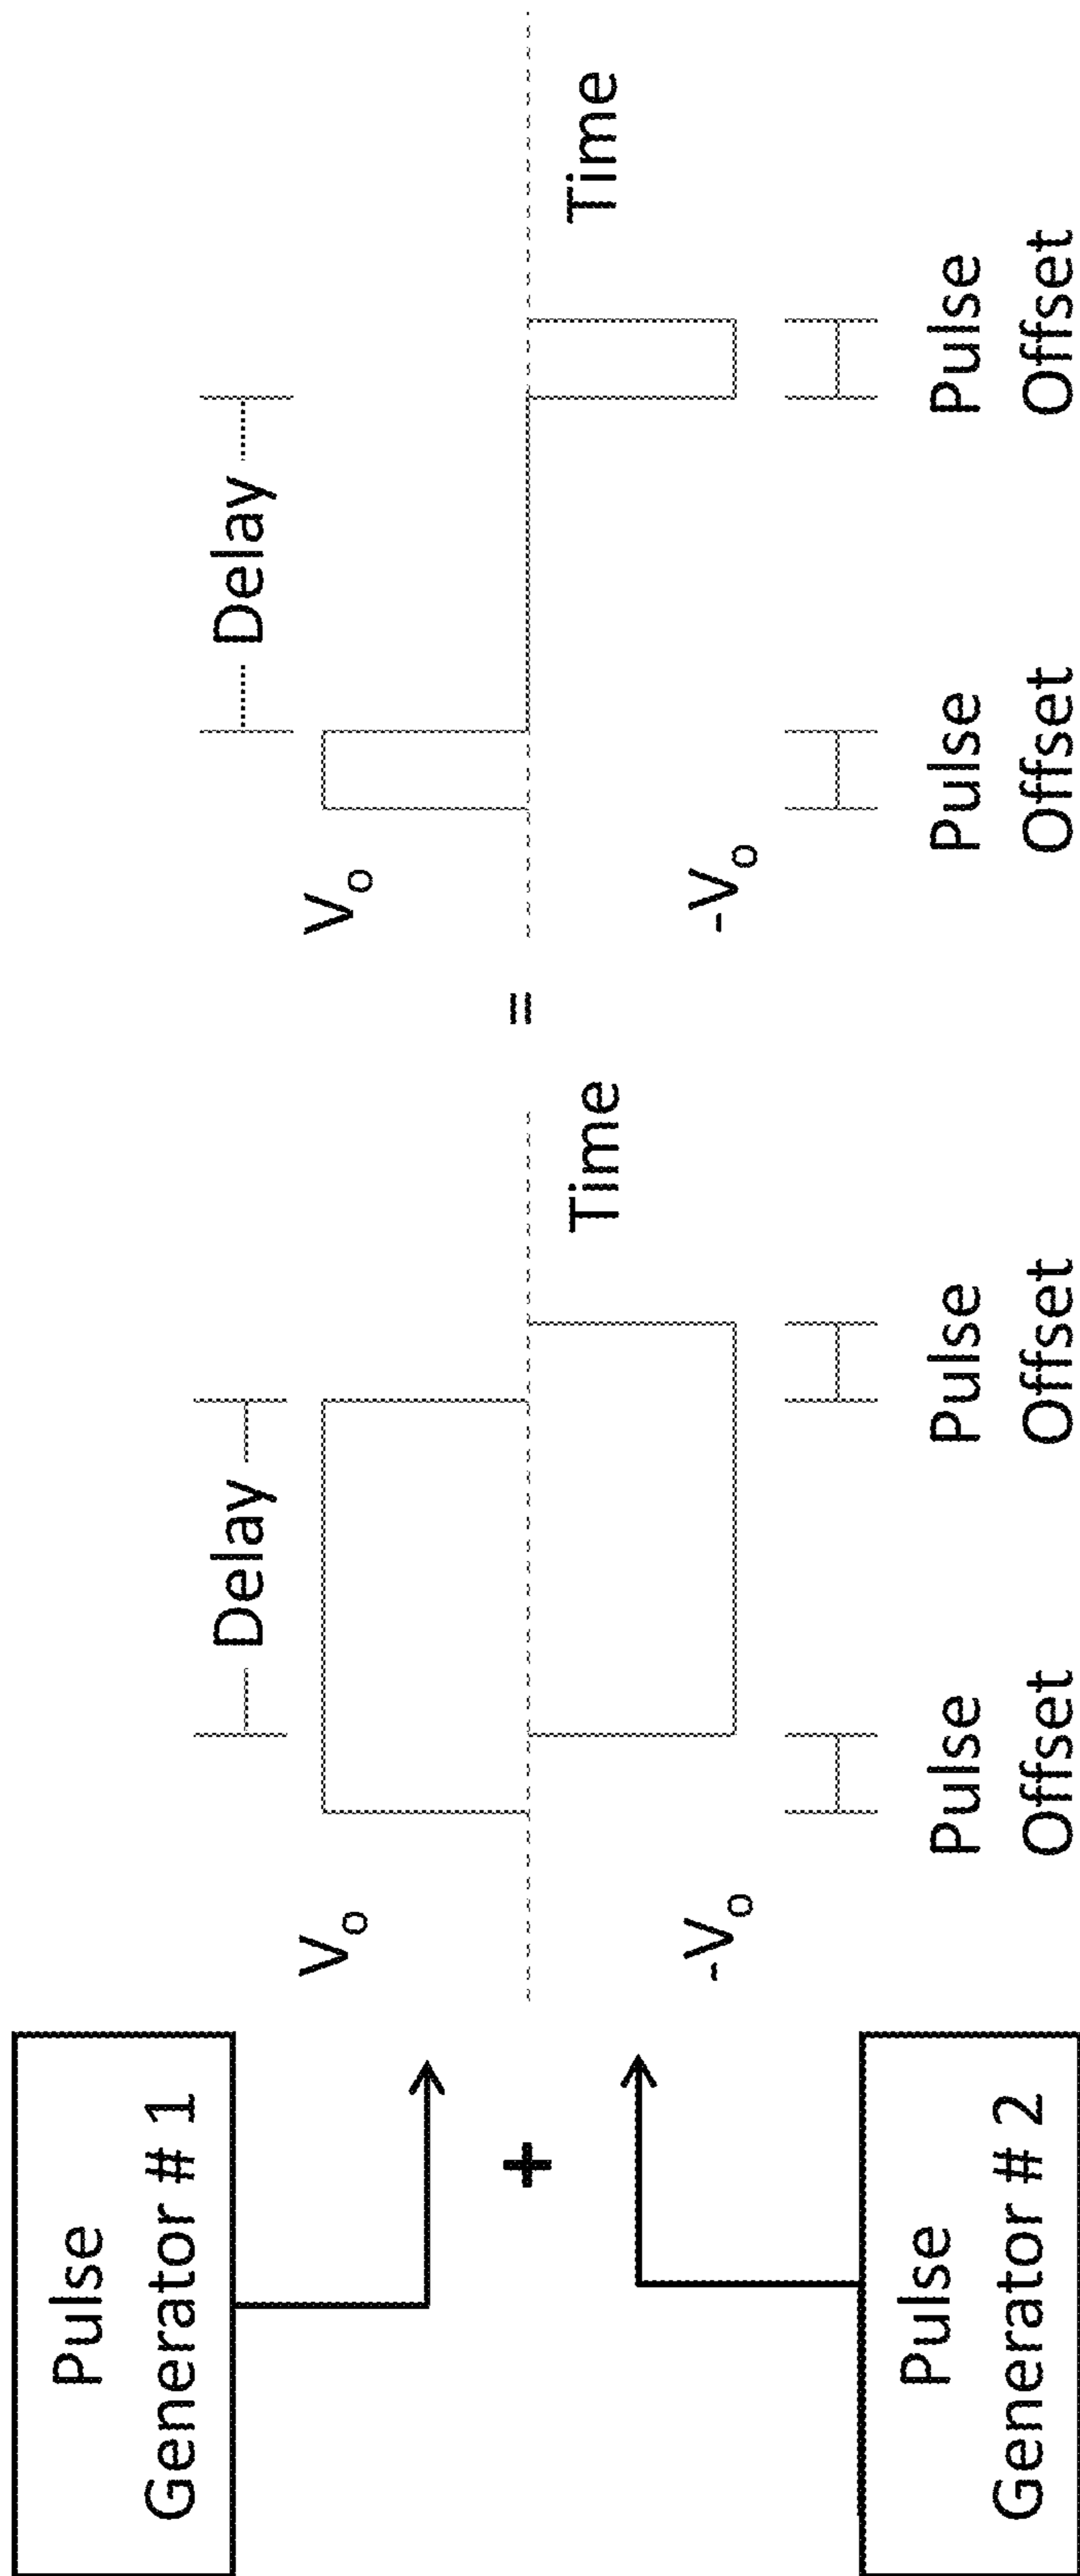 Pulse
Generator # 1
+
Pulse
Generator # 2
Delay
Vo
Time
-Vo
Pulse
Offset
Pulse
Offset
=
Delay
Vo
Time
-Vo
Pulse
Offset
Pulse
Offset